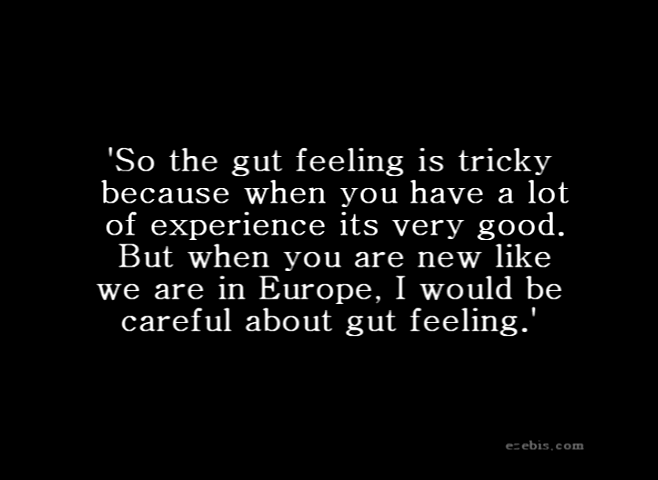 'So the gut feeling is tricky
because when you have a lot
of experience its very good.
But when you are new like
we are in Europe, I would be
careful about gut feeling.'
ezebis.com